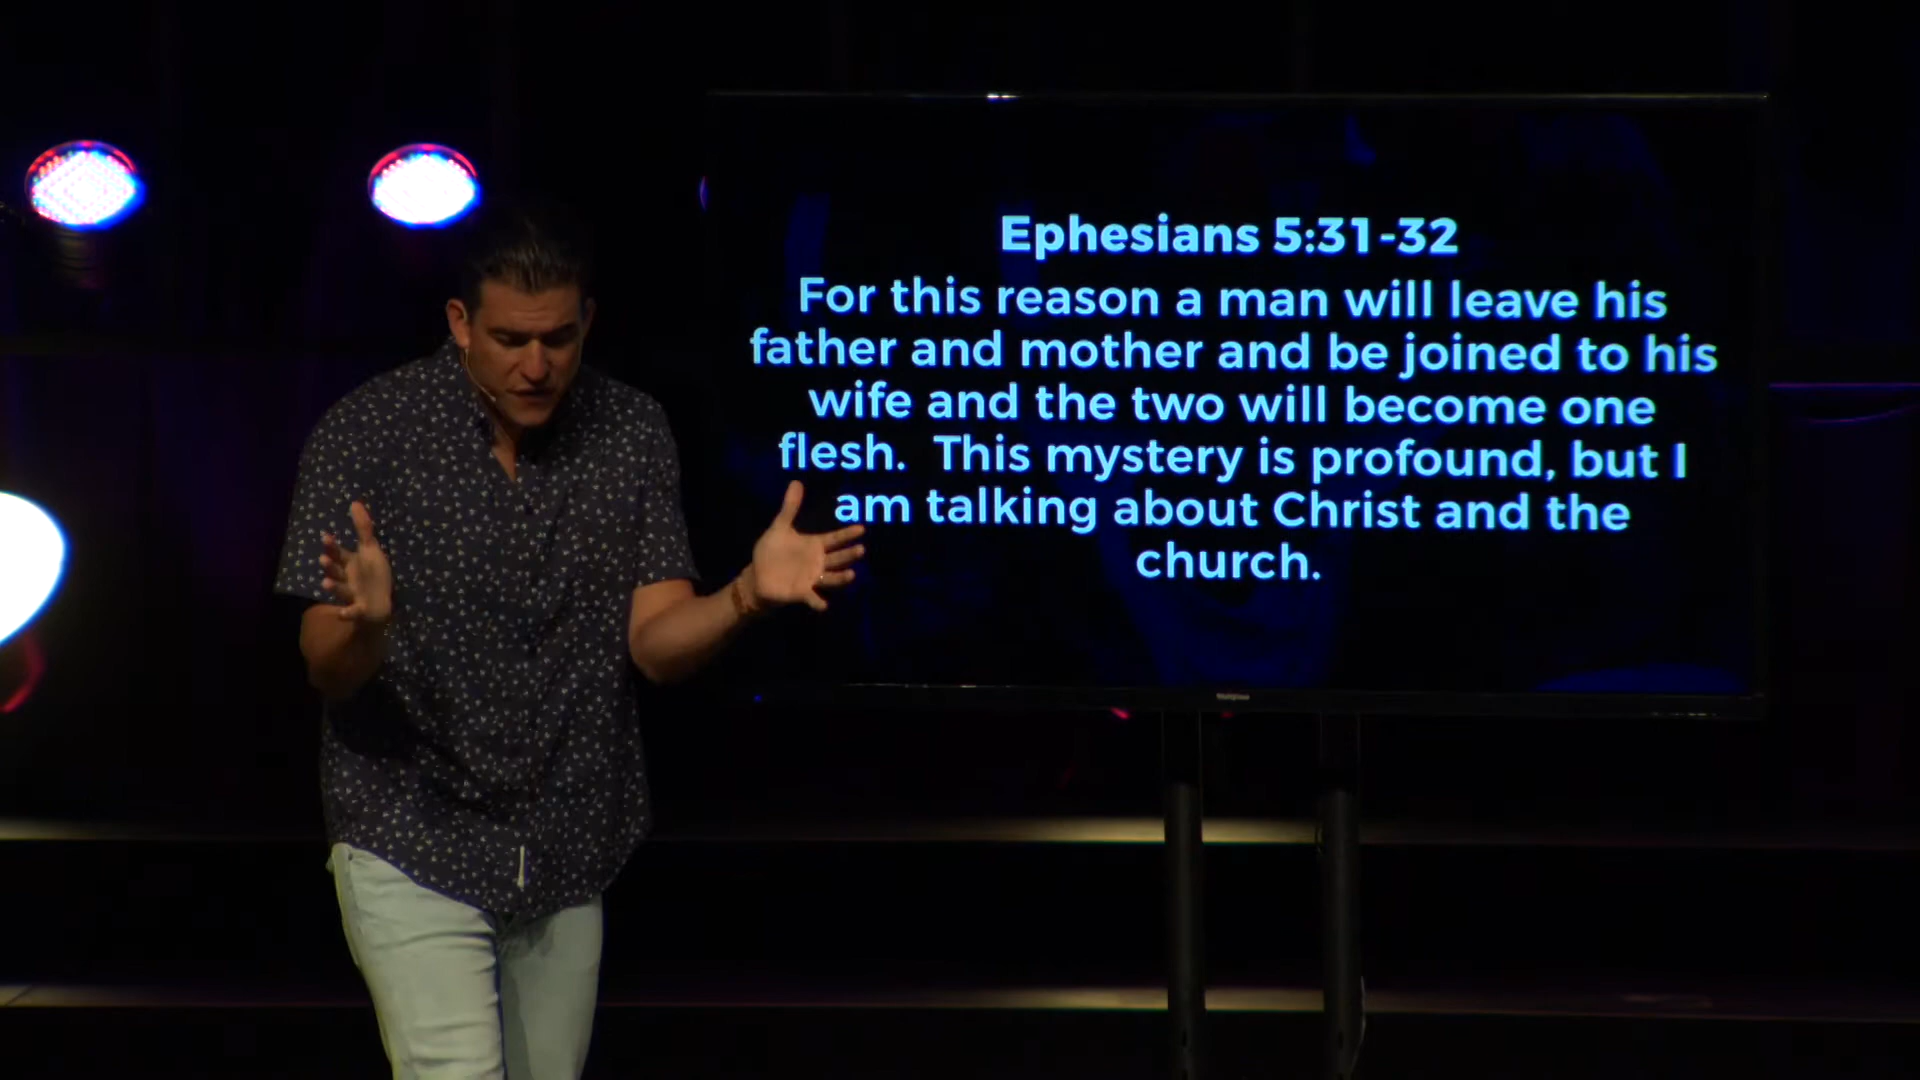 Ephesians 5:31-32
For this reason a man will leave his
father and mother and be joined to his
wife and the two will become one
flesh.  This mystery is profound, but I
am talking about Christ and the
church.